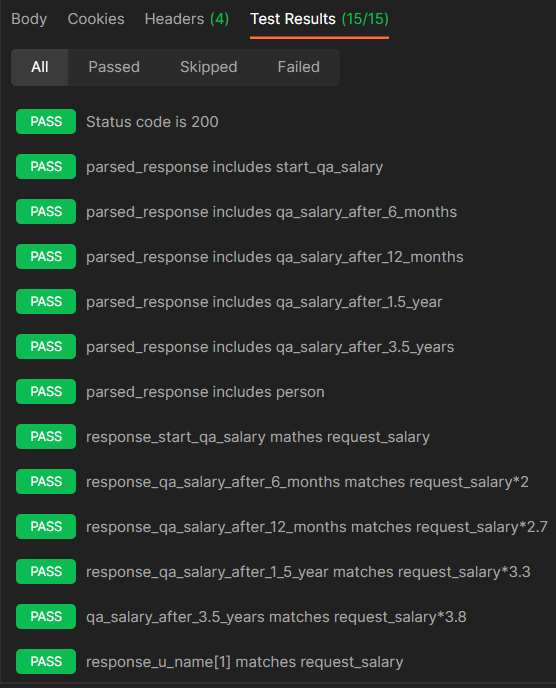 Body Cookies Headers (4) Test Results (15/15)
All Passed Skipped Failed
PASS Status code is 200
PASS parsed_response includes start_qa_salary
PASS parsed_response includes qa_salary_after_6_months
PASS parsed_response includes qa_salary_after_12_months
PASS parsed_response includes qa_salary_after_1.5_year
PASS parsed_response includes qa_salary_after_3.5_years
PASS parsed_response includes person
PASS response_start_qa_salary mathes request_salary
PASS response_qa_salary_after_6_months matches request_salary*2
PASS response_qa_salary_after_12_months matches request_salary*2.7
PASS response_qa_salary_after_1_5_year matches request_salary*3.3
PASS qa_salary_after_3.5_years matches request_salary*3.8
PASS response_u_name[1] matches request_salary